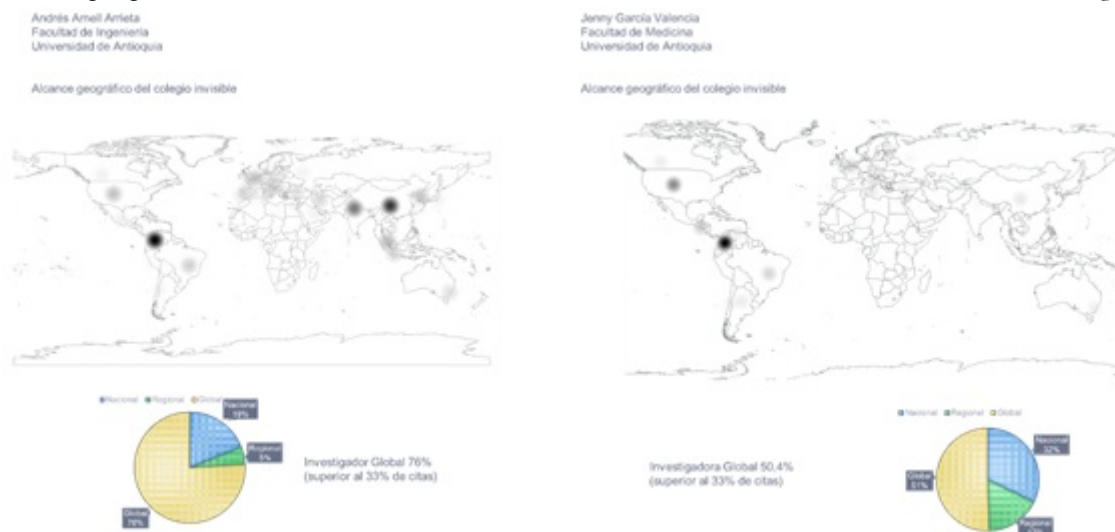 Andrés Amell Arrieta
Facultad de Ingeniería
Universidad de Antioquia
Alcance geográfico del colegio invisible
Nacional Regional Global
Nacional
19%
Regional
5%
Global
76%
Investigador Global 76%
(superior al 33% de citas)
Jenny García Valencia
Facultad de Medicina
Universidad de Antioquia
Alcance geográfico del colegio invisible
Nacional Regional Global
Nacional
32%
Global
51%
Regional
Investigadora Global 50,4%
(superior al 33% de citas)